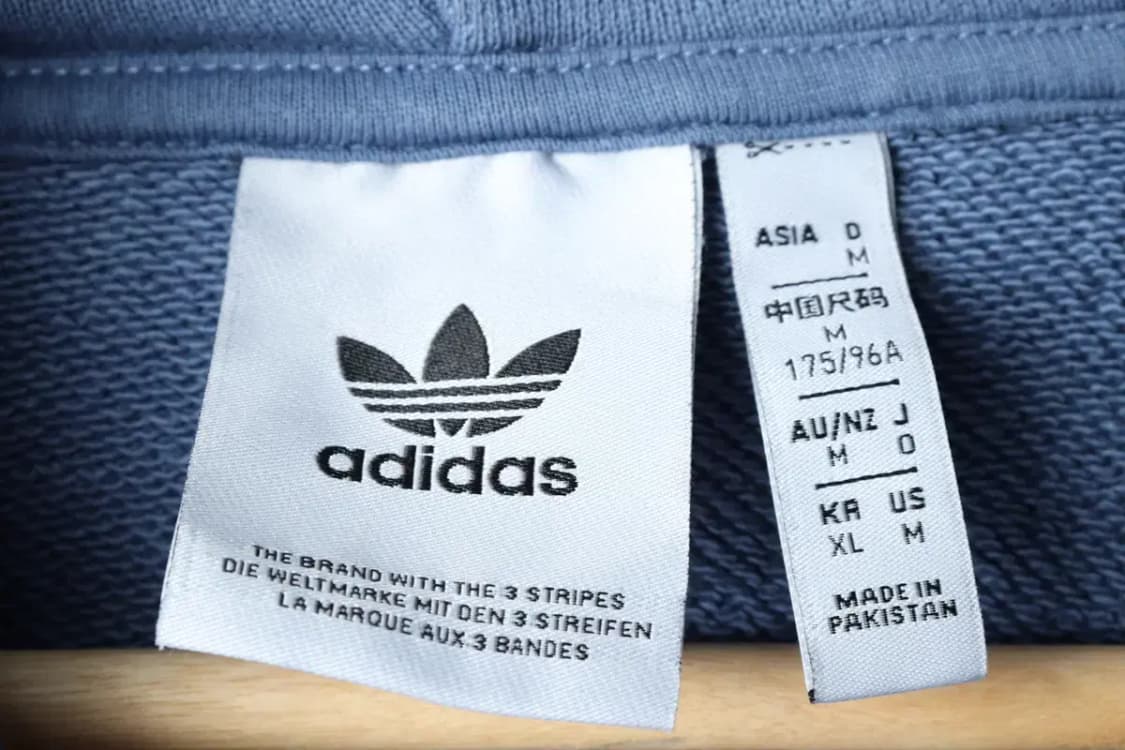 adidas
THE BRAND WITH THE 3 STRIPES
DIE WELTMARKE MIT DEN 3 STREIFEN
LA MARQUE AUX 3 BANDES
ASIA D
M
中国尺码
M
175/96A
AU/NZ J
M O
KR US
XL M
MADE IN
PAKISTAN